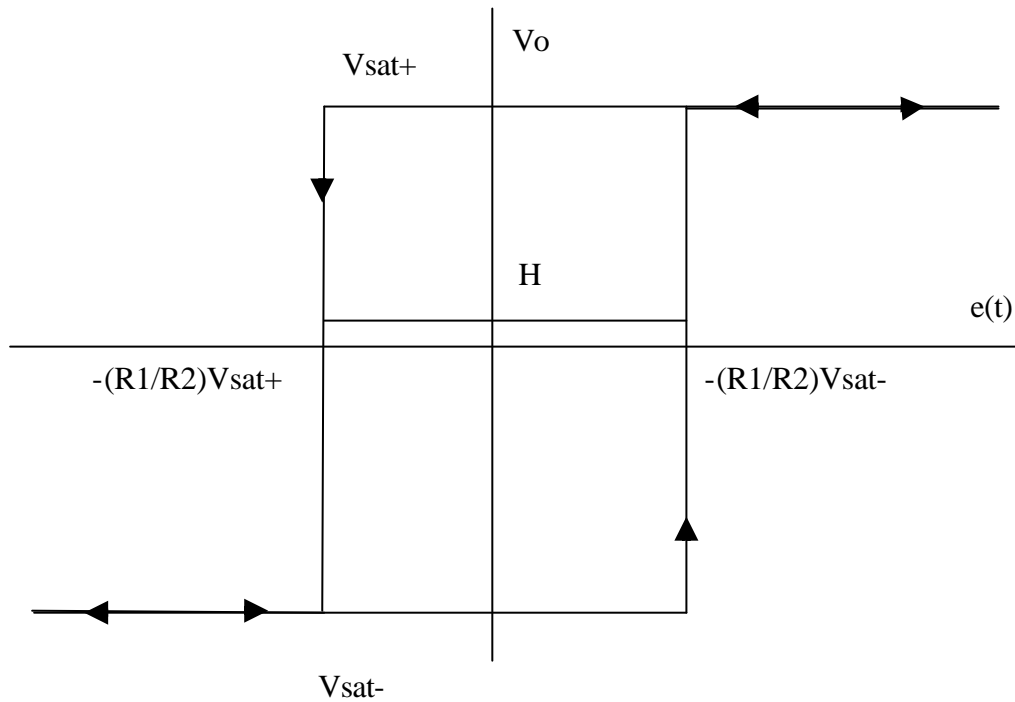 Vo
Vsat+
H
e(t)
-(R1/R2)Vsat+
-(R1/R2)Vsat-
Vsat-